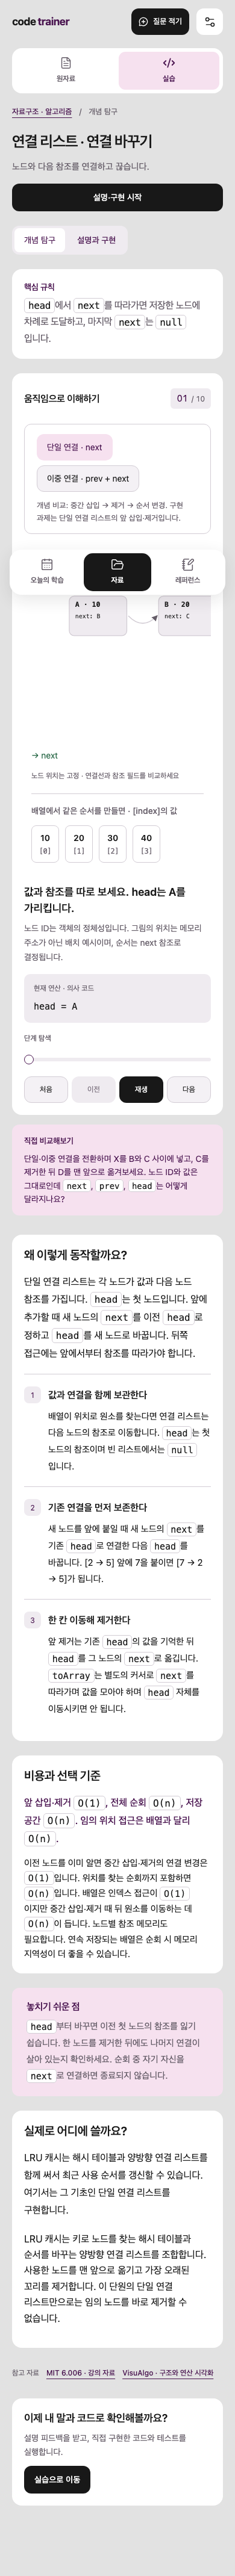 code trainer
질문 적기
원자료
실습
자료구조 · 알고리즘 / 개념 탐구
연결 리스트 · 연결 바꾸기
노드와 다음 참조를 연결하고 끊습니다.
설명·구현 시작
개념 탐구
설명과 구현
핵심 규칙
head 에서 next 를 따라가면 저장한 노드에
차례로 도달하고, 마지막 next 는 null
입니다.
움직임으로 이해하기
01 / 10
단일 연결 · next
이중 연결 · prev + next
개념 비교: 중간 삽입 → 제거 → 순서 변경. 구현
과제는 단일 연결 리스트의 앞 삽입·제거입니다.
오늘의 학습
자료
레퍼런스
A · 10
next: B
B · 20
next: C
→ next
노드 위치는 고정 · 연결선과 참조 필드를 비교하세요
배열에서 같은 순서를 만들면 · [index]의 값
10
[0]
20
[1]
30
[2]
40
[3]
값과 참조를 따로 보세요. head는 A를
가리킵니다.
노드 ID는 객체의 정체성입니다. 그림의 위치는 메모리
주소가 아닌 배치 예시이며, 순서는 next 참조로
결정됩니다.
현재 연산 · 의사 코드
head = A
단계 탐색
처음
이전
재생
다음
직접 비교해보기
단일·이중 연결을 전환하며 X를 B와 C 사이에 넣고, C를
제거한 뒤 D를 맨 앞으로 옮겨보세요. 노드 ID와 값은
그대로인데 next , prev , head 는 어떻게
달라지나요?
왜 이렇게 동작할까요?
단일 연결 리스트는 각 노드가 값과 다음 노드
참조를 가집니다. head 는 첫 노드입니다. 앞에
추가할 때 새 노드의 next 를 이전 head 로
정하고 head 를 새 노드로 바꿉니다. 뒤쪽
접근에는 앞에서부터 참조를 따라가야 합니다.
1
값과 연결을 함께 보관한다
배열이 위치로 원소를 찾는다면 연결 리스트는
다음 노드의 참조로 이동합니다. head 는 첫
노드의 참조이며 빈 리스트에서는 null
입니다.
2
기존 연결을 먼저 보존한다
새 노드를 앞에 붙일 때 새 노드의 next 를
기존 head 로 연결한 다음 head 를
바꿉니다. [2 → 5] 앞에 7을 붙이면 [7 → 2
→ 5]가 됩니다.
3
한 칸 이동해 제거한다
앞 제거는 기존 head 의 값을 기억한 뒤
head 를 그 노드의 next 로 옮깁니다.
toArray 는 별도의 커서로 next 를
따라가며 값을 모아야 하며 head 자체를
이동시키면 안 됩니다.
비용과 선택 기준
앞 삽입·제거 O(1) , 전체 순회 O(n) , 저장
공간 O(n) . 임의 위치 접근은 배열과 달리
O(n) .
이전 노드를 이미 알면 중간 삽입·제거의 연결 변경은
O(1) 입니다. 위치를 찾는 순회까지 포함하면
O(n) 입니다. 배열은 인덱스 접근이 O(1)
이지만 중간 삽입·제거 때 뒤 원소를 이동하는 데
O(n) 이 듭니다. 노드별 참조 메모리도
필요합니다. 연속 저장되는 배열은 순회 시 메모리
지역성이 더 좋을 수 있습니다.
놓치기 쉬운 점
head 부터 바꾸면 이전 첫 노드의 참조를 잃기
쉽습니다. 한 노드를 제거한 뒤에도 나머지 연결이
살아 있는지 확인하세요. 순회 중 자기 자신을
next 로 연결하면 종료되지 않습니다.
실제로 어디에 쓸까요?
LRU 캐시는 해시 테이블과 양방향 연결 리스트를
함께 써서 최근 사용 순서를 갱신할 수 있습니다.
여기서는 그 기초인 단일 연결 리스트를
구현합니다.
LRU 캐시는 키로 노드를 찾는 해시 테이블과
순서를 바꾸는 양방향 연결 리스트를 조합합니다.
사용한 노드를 맨 앞으로 옮기고 가장 오래된
꼬리를 제거합니다. 이 단원의 단일 연결
리스트만으로는 임의 노드를 바로 제거할 수
없습니다.
참고 자료 MIT 6.006 · 강의 자료 VisuAlgo · 구조와 연산 시각화
이제 내 말과 코드로 확인해볼까요?
설명 피드백을 받고, 직접 구현한 코드와 테스트를
실행합니다.
실습으로 이동